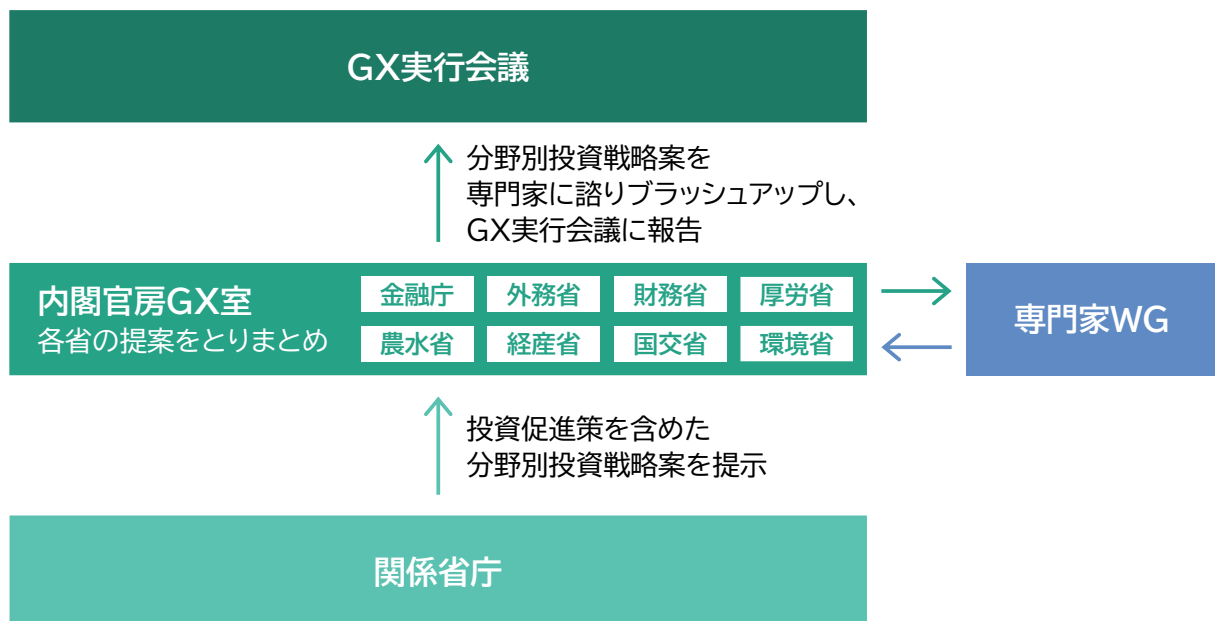 GX実行会議
分野別投資戦略案を
専門家に諮りブラッシュアップし、
GX実行会議に報告
内閣官房GX室
各省の提案をとりまとめ
金融庁 外務省 財務省 厚労省
農水省 経産省 国交省 環境省
専門家WG
投資促進策を含めた
分野別投資戦略案を提示
関係省庁